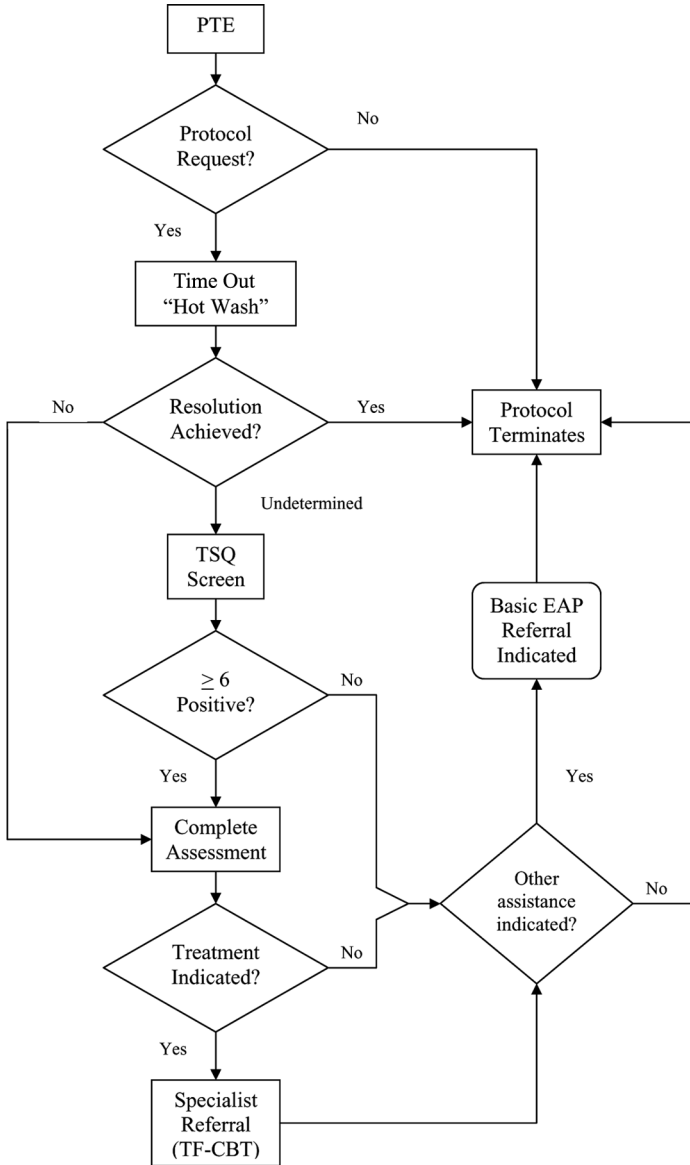 PTE
Protocol
Request?
No
Yes
Time Out
“Hot Wash”
No
Resolution
Achieved?
Yes
Protocol
Terminates
Undetermined
TSQ
Screen
Basic EAP
Referral
Indicated
≥ 6
Positive?
No
Yes
Yes
Complete
Assessment
Other
assistance
indicated?
No
Treatment
Indicated?
No
Yes
Specialist
Referral
(TF-CBT)